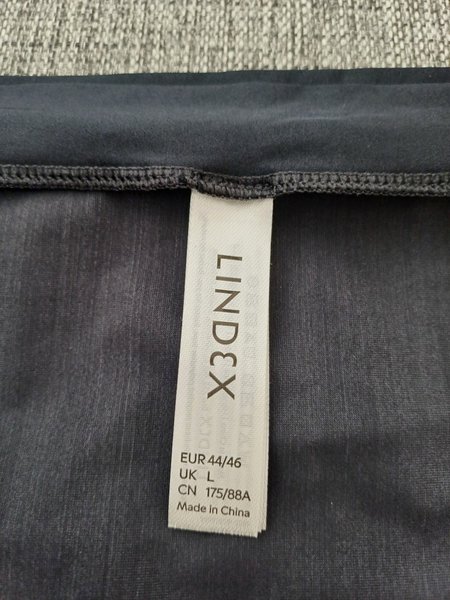 LINDEX
EUR 44/46
UK L
CN 175/88A
Made in China